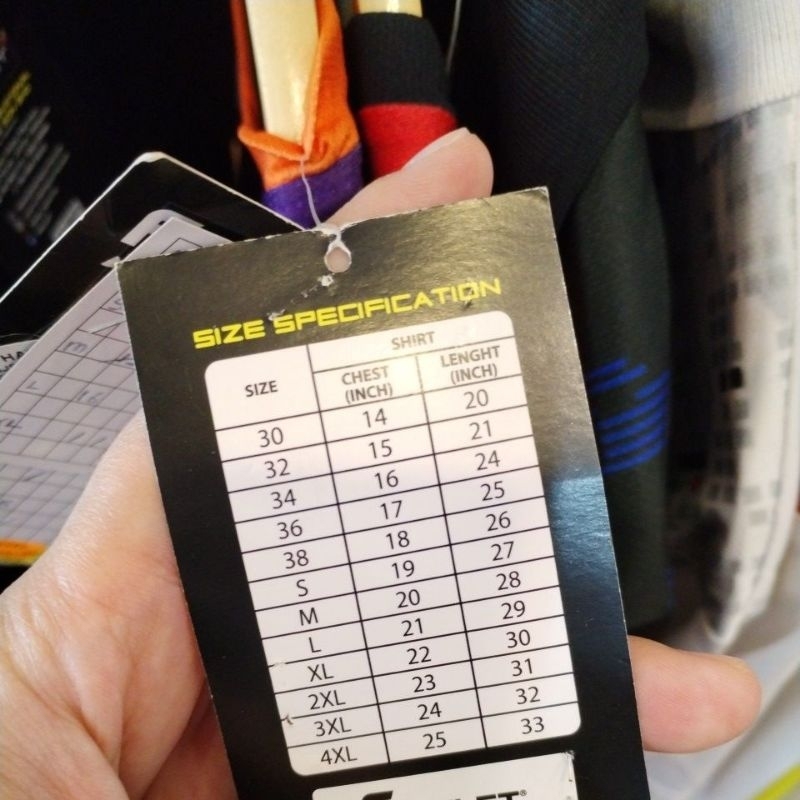 SIZE SPECIFICATION
SIZE SHIRT
CHEST (INCH) LENGHT (INCH)
30 14 20
32 15 21
34 16 24
36 17 25
38 18 26
S 19 27
M 20 28
L 21 29
XL 22 30
2XL 23 31
3XL 24 32
4XL 25 33